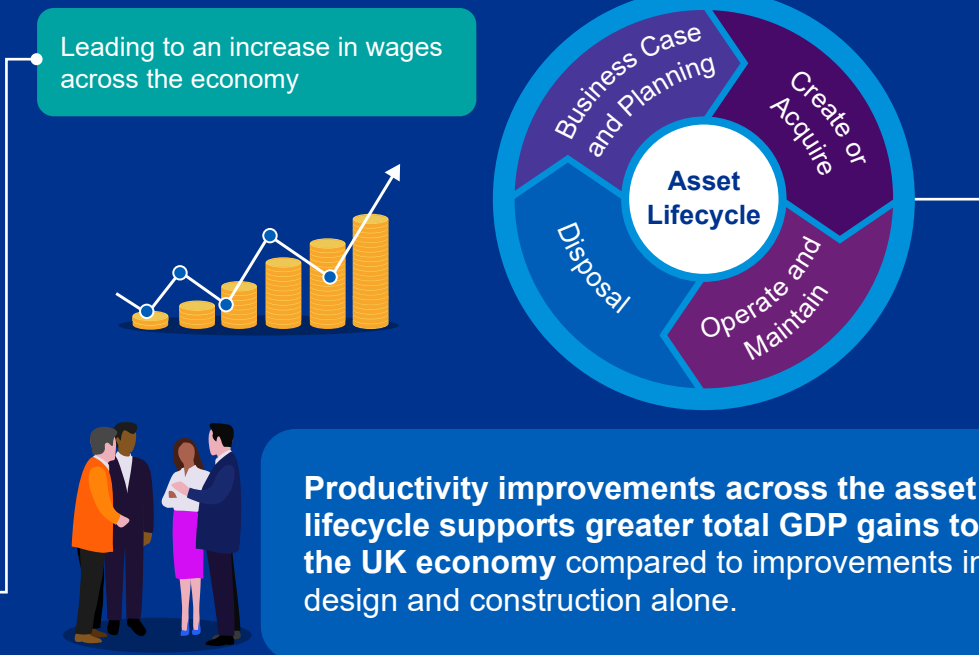 Leading to an increase in wages
across the economy
Business Case
and Planning
Create or
Acquire
Asset
Lifecycle
Disposal
Operate and
Maintain
Productivity improvements across the asset
lifecycle supports greater total GDP gains to
the UK economy compared to improvements in
design and construction alone.